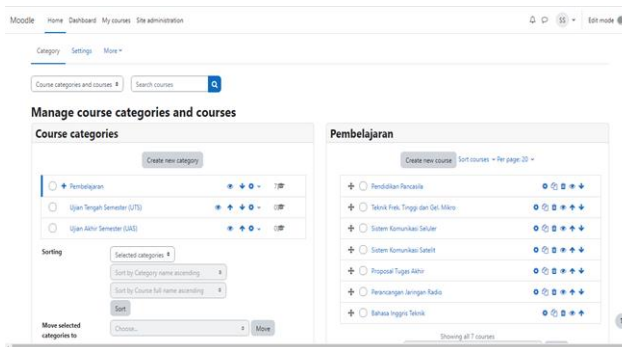 Moodle Home Dashboard My courses Site administration SS Edit mode
Category Settings More
Course categories and courses Search courses
Manage course categories and courses
Course categories
Create new category
Pembelajaran 7
Ujian Tengah Semester (UTS) 0
Ujian Akhir Semester (UAS) 0
Sorting Selected categories
Sort by Category name ascending
Sort by Course full name ascending
Sort
Move selected categories to Choose... Move
Pembelajaran
Create new course Sort courses Per page: 20
Pendidikan Pancasila
Teknik Frek. Tinggi dan Gel. Mikro
Sistem Komunikasi Seluler
Sistem Komunikasi Satelit
Proposal Tugas Akhir
Perancangan Jaringan Radio
Bahasa Inggris Teknik
Showing all 7 courses